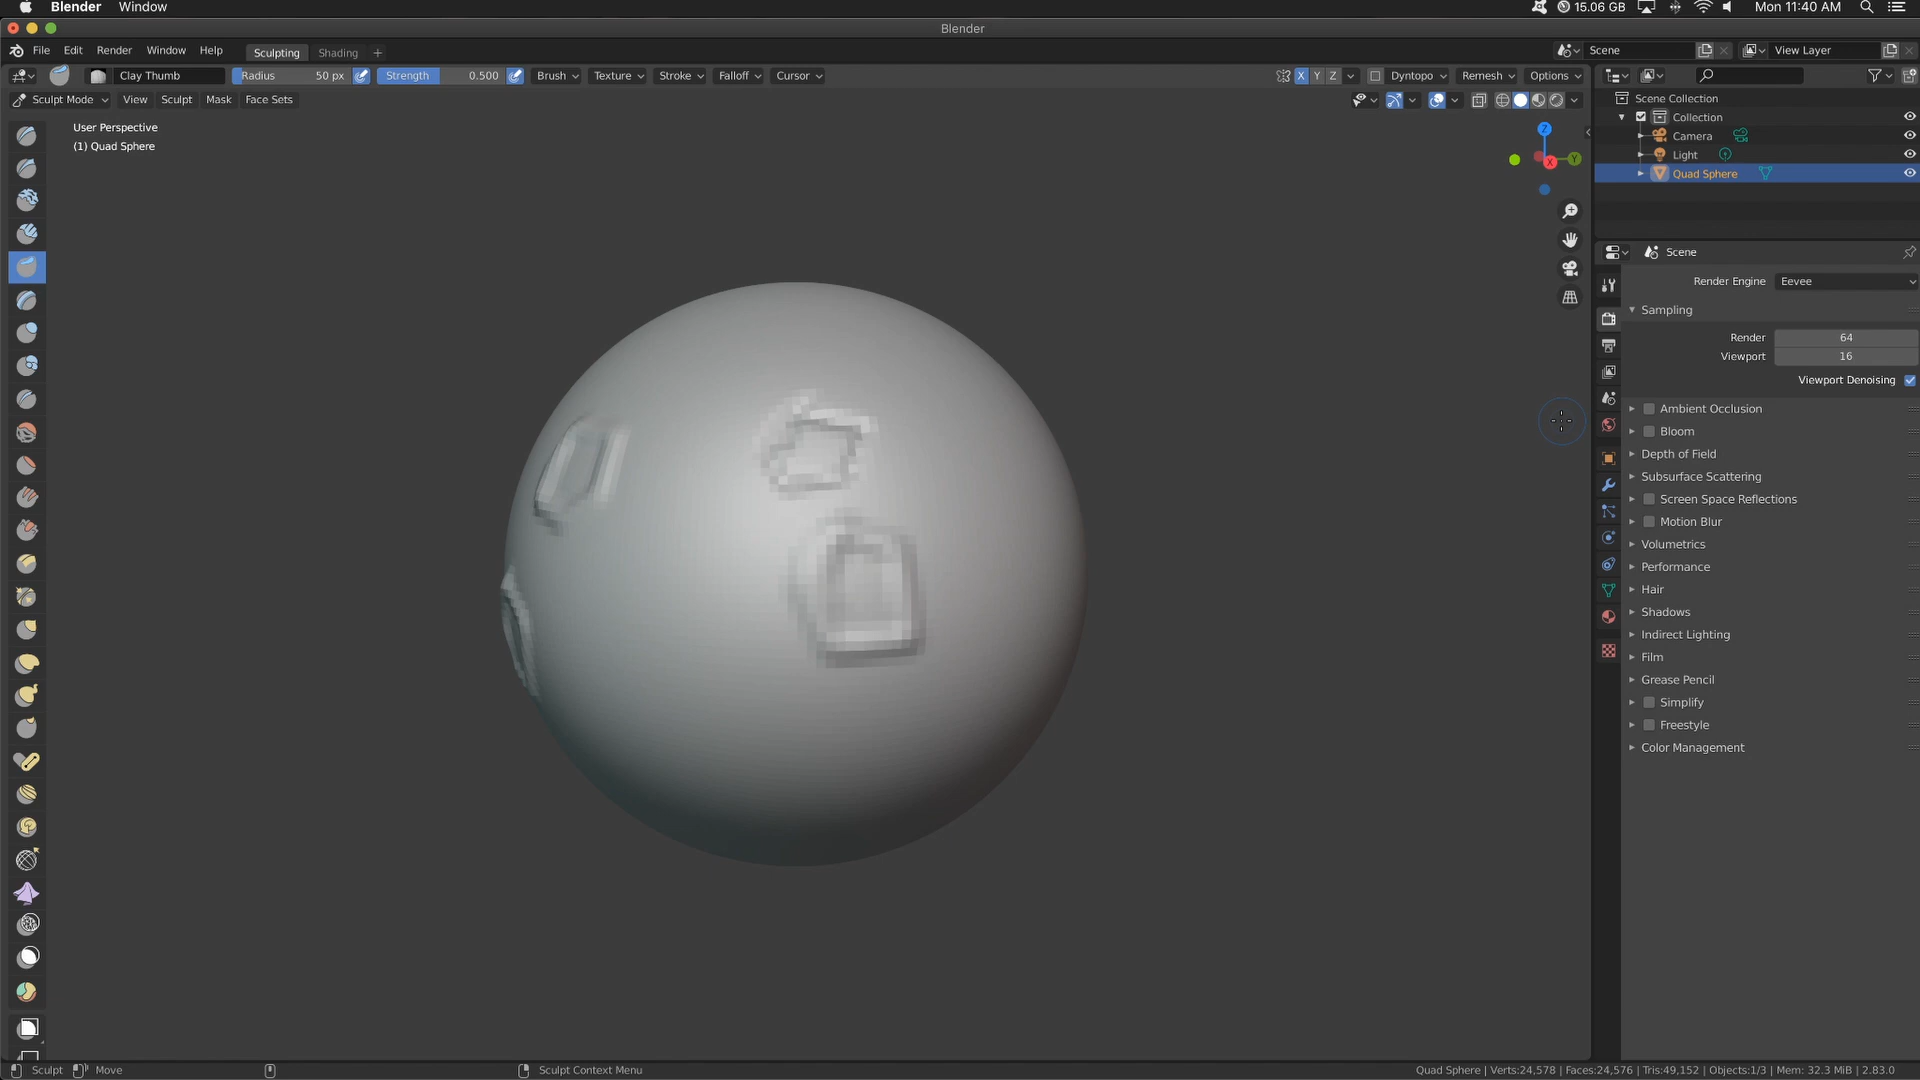 Blender Window 15.06 GB Mon 11:40 AM
Blender
File Edit Render Window Help Sculpting Shading + Scene View Layer
Clay Thumb Radius 50 px Strength 0.500 Brush Texture Stroke Falloff Cursor X Y Z Dyntopo Remesh Options
Sculpt Mode View Sculpt Mask Face Sets
User Perspective
(1) Quad Sphere
Z
X Y
Scene Collection
Collection
Camera
Light
Quad Sphere
Scene
Render Engine Eevee
Sampling
Render 64
Viewport 16
Viewport Denoising
Ambient Occlusion
Bloom
Depth of Field
Subsurface Scattering
Screen Space Reflections
Motion Blur
Volumetrics
Performance
Hair
Shadows
Indirect Lighting
Film
Grease Pencil
Simplify
Freestyle
Color Management
Sculpt Move Sculpt Context Menu Quad Sphere | Verts:24,578 | Faces:24,576 | Tris:49,152 | Objects:1/3 | Mem: 32.3 MiB | 2.83.0